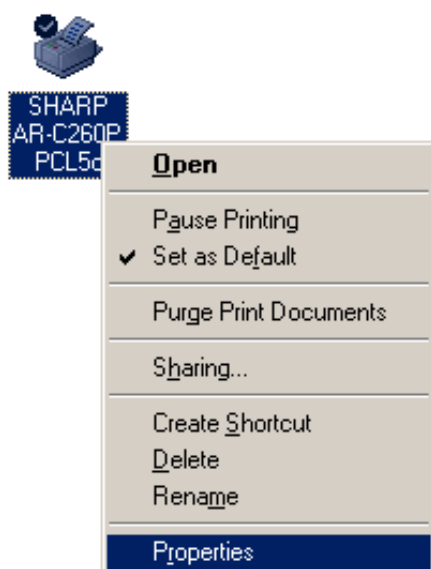 SHARP
AR-C260P
PCL5c
Open
Pause Printing
Set as Default
Purge Print Documents
Sharing...
Create Shortcut
Delete
Rename
Properties